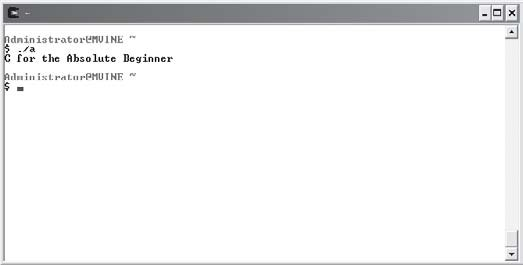 ~
Administrator@MVINE ~
$ ./a
C for the Absolute Beginner
Administrator@MVINE ~
$